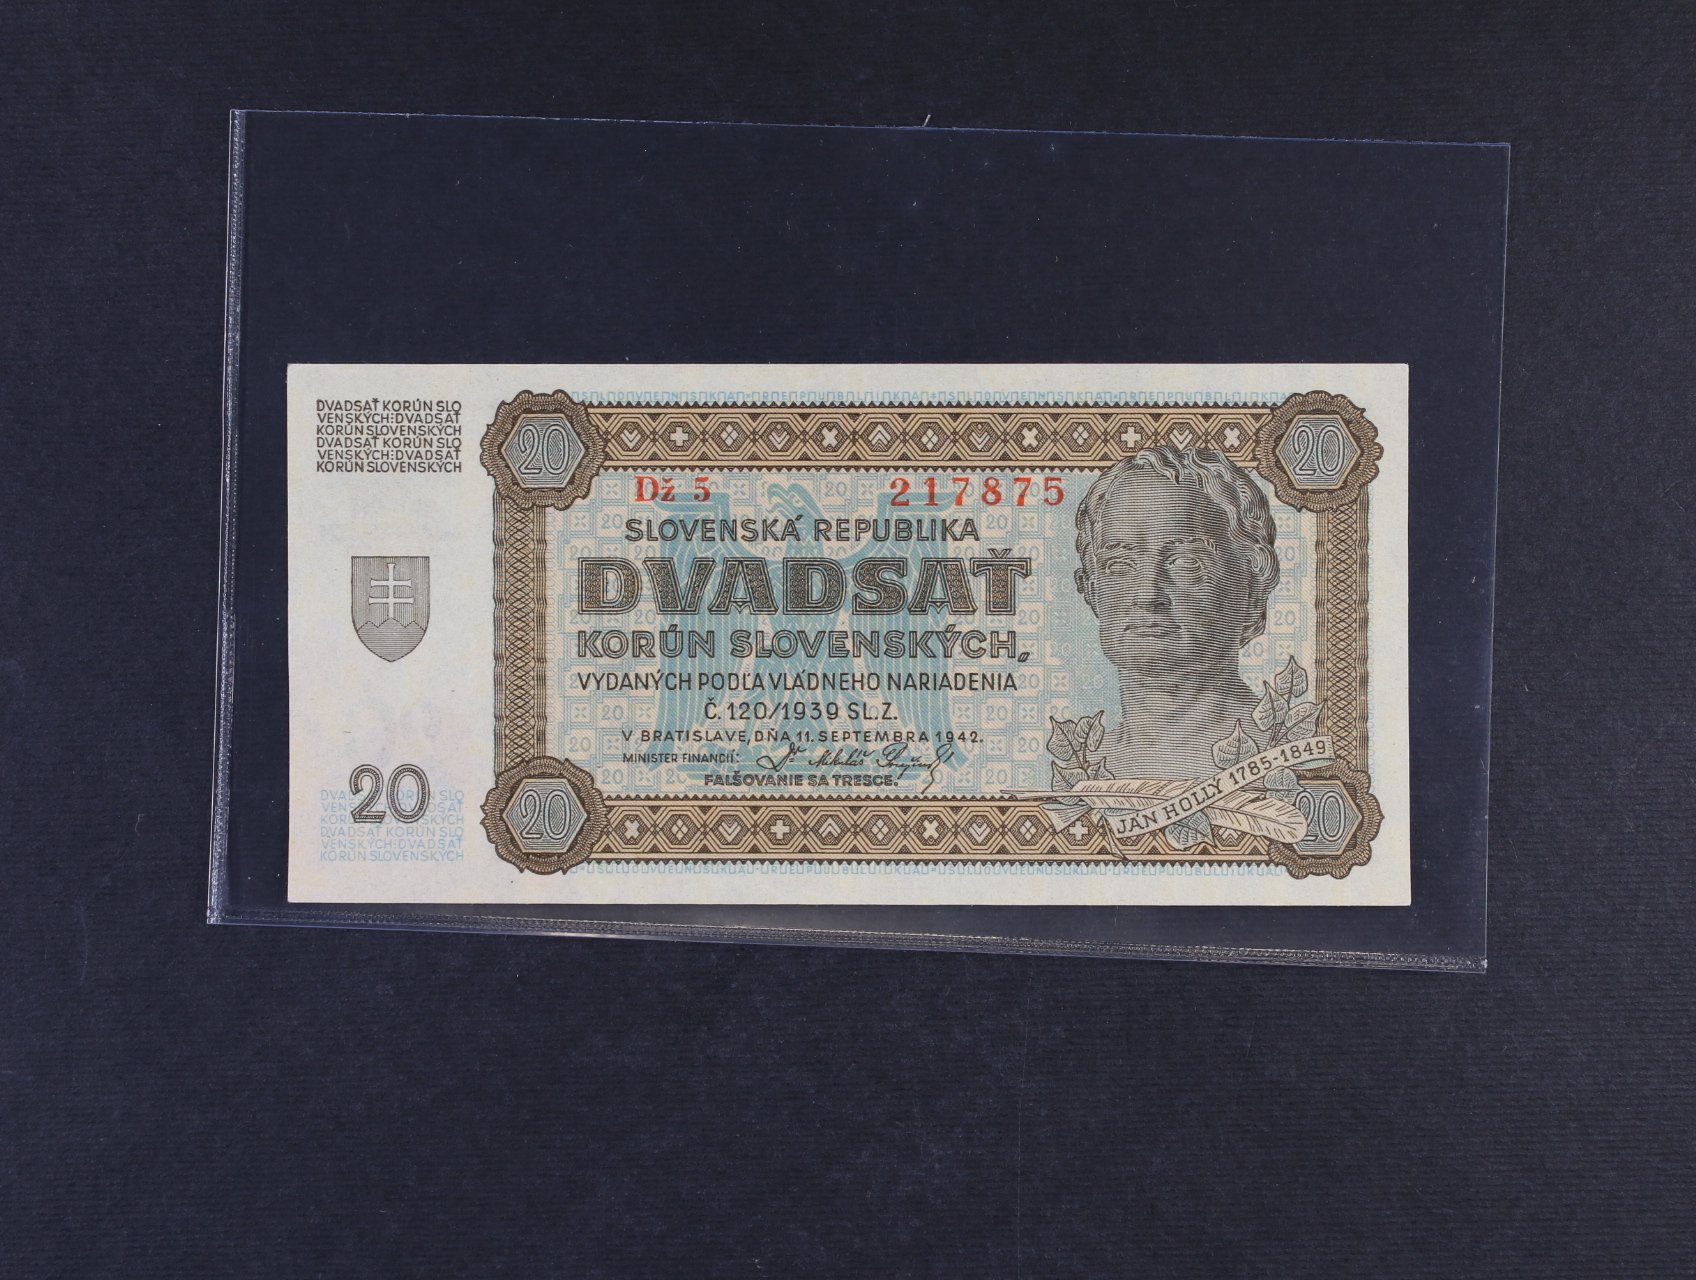 DVADSAŤ KORÚN SLO
VENSKÝCH:DVADSAŤ
KORÚN SLOVENSKÝCH
DVADSAŤ KORÚN SLO
VENSKÝCH:DVADSAŤ
KORÚN SLOVENSKÝCH
20
20
Dž 5 217875
SLOVENSKÁ REPUBLIKA
DVADSAŤ
KORÚN SLOVENSKÝCH,
VYDANÝCH PODĽA VLÁDNEHO NARIADENIA
Č. 120/1939 SL. Z.
V BRATISLAVE, DŇA 11. SEPTEMBRA 1942.
MINISTER FINANCIÍ:
FALŠOVANIE SA TRESCE.
JÁN HOLLY 1785-1849
20
DVADSAŤ KORÚN SLO
VENSKÝCH:DVADSAŤ
KORÚN SLOVENSKÝCH
DVADSAŤ KORÚN SLO
VENSKÝCH:DVADSAŤ
KORÚN SLOVENSKÝCH
20
20